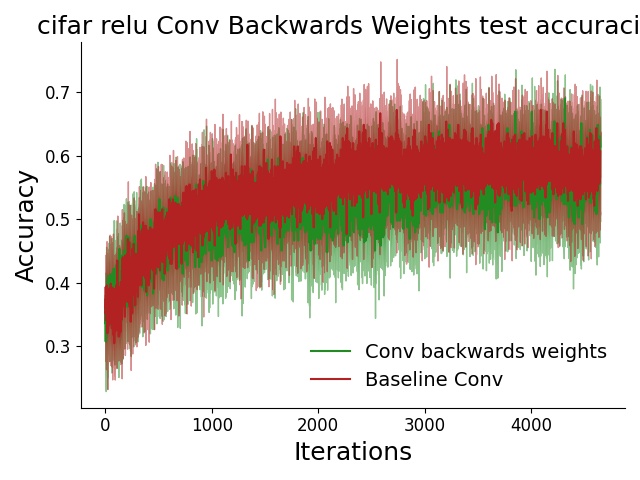 cifar relu Conv Backwards Weights test accuraci
Accuracy
0.7
0.6
0.5
0.4
0.3
Conv backwards weights
Baseline Conv
0 1000 2000 3000 4000
Iterations